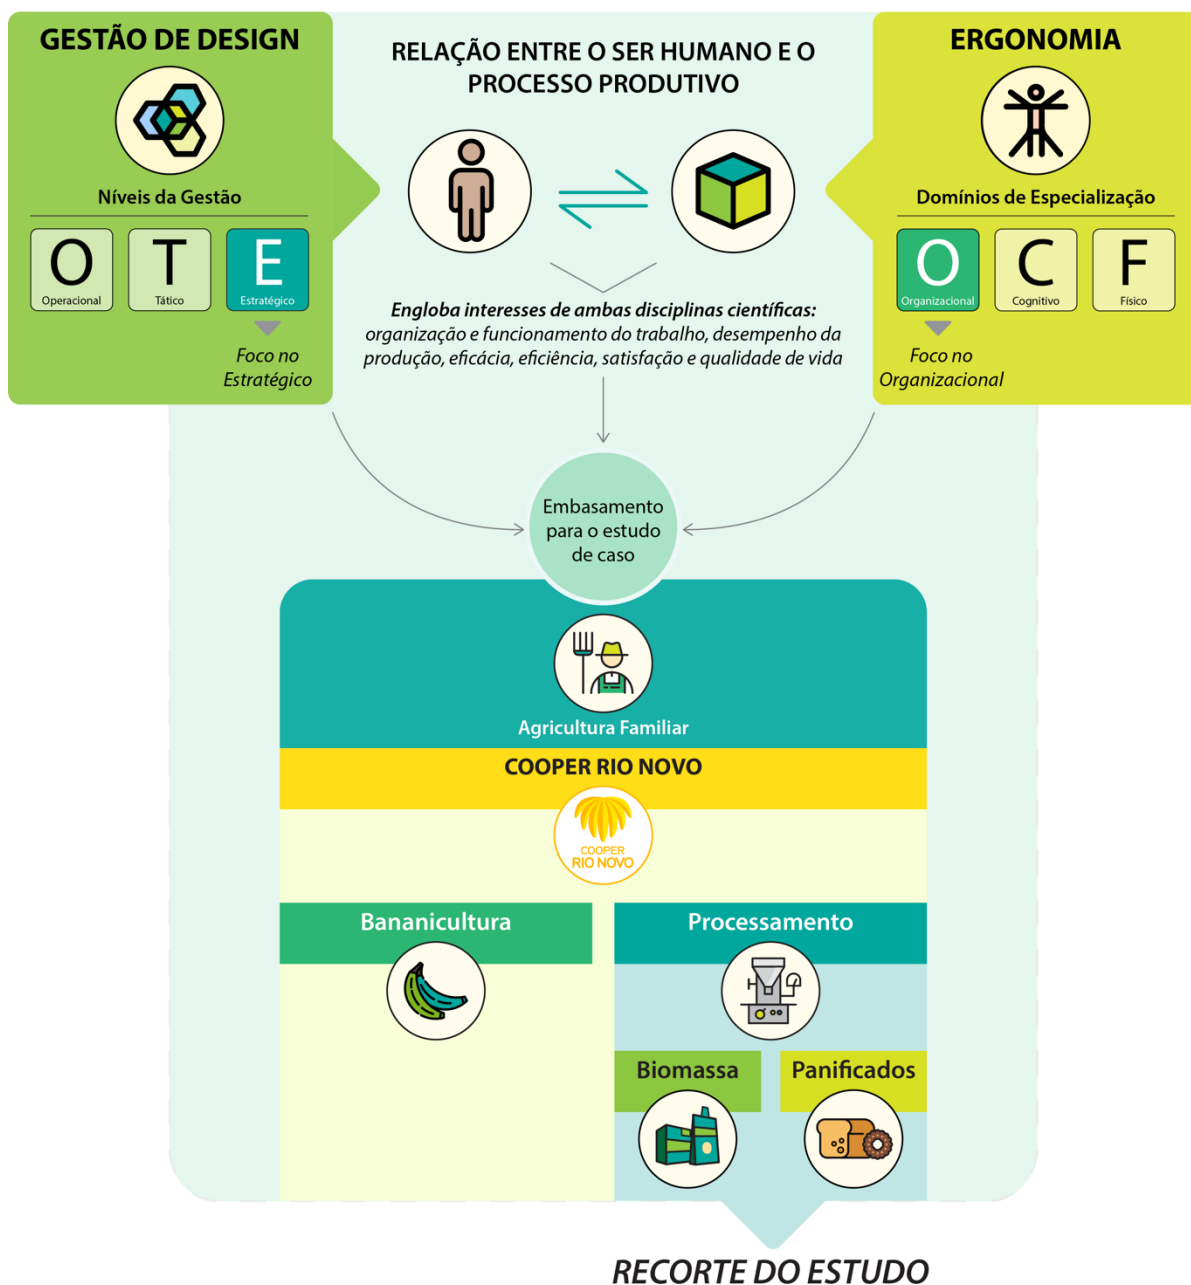 GESTÃO DE DESIGN
Níveis da Gestão
O
Operacional
T
Tático
E
Estratégico
Foco no
Estratégico
RELAÇÃO ENTRE O SER HUMANO E O
PROCESSO PRODUTIVO
Engloba interesses de ambas disciplinas científicas:
organização e funcionamento do trabalho, desempenho da
produção, eficácia, eficiência, satisfação e qualidade de vida
ERGONOMIA
Domínios de Especialização
O
Organizacional
C
Cognitivo
F
Físico
Foco no
Organizacional
Embasamento
para o estudo
de caso
Agricultura Familiar
COOPER RIO NOVO
COOPER
RIO NOVO
Bananicultura
Processamento
Biomassa
Panificados
RECORTE DO ESTUDO